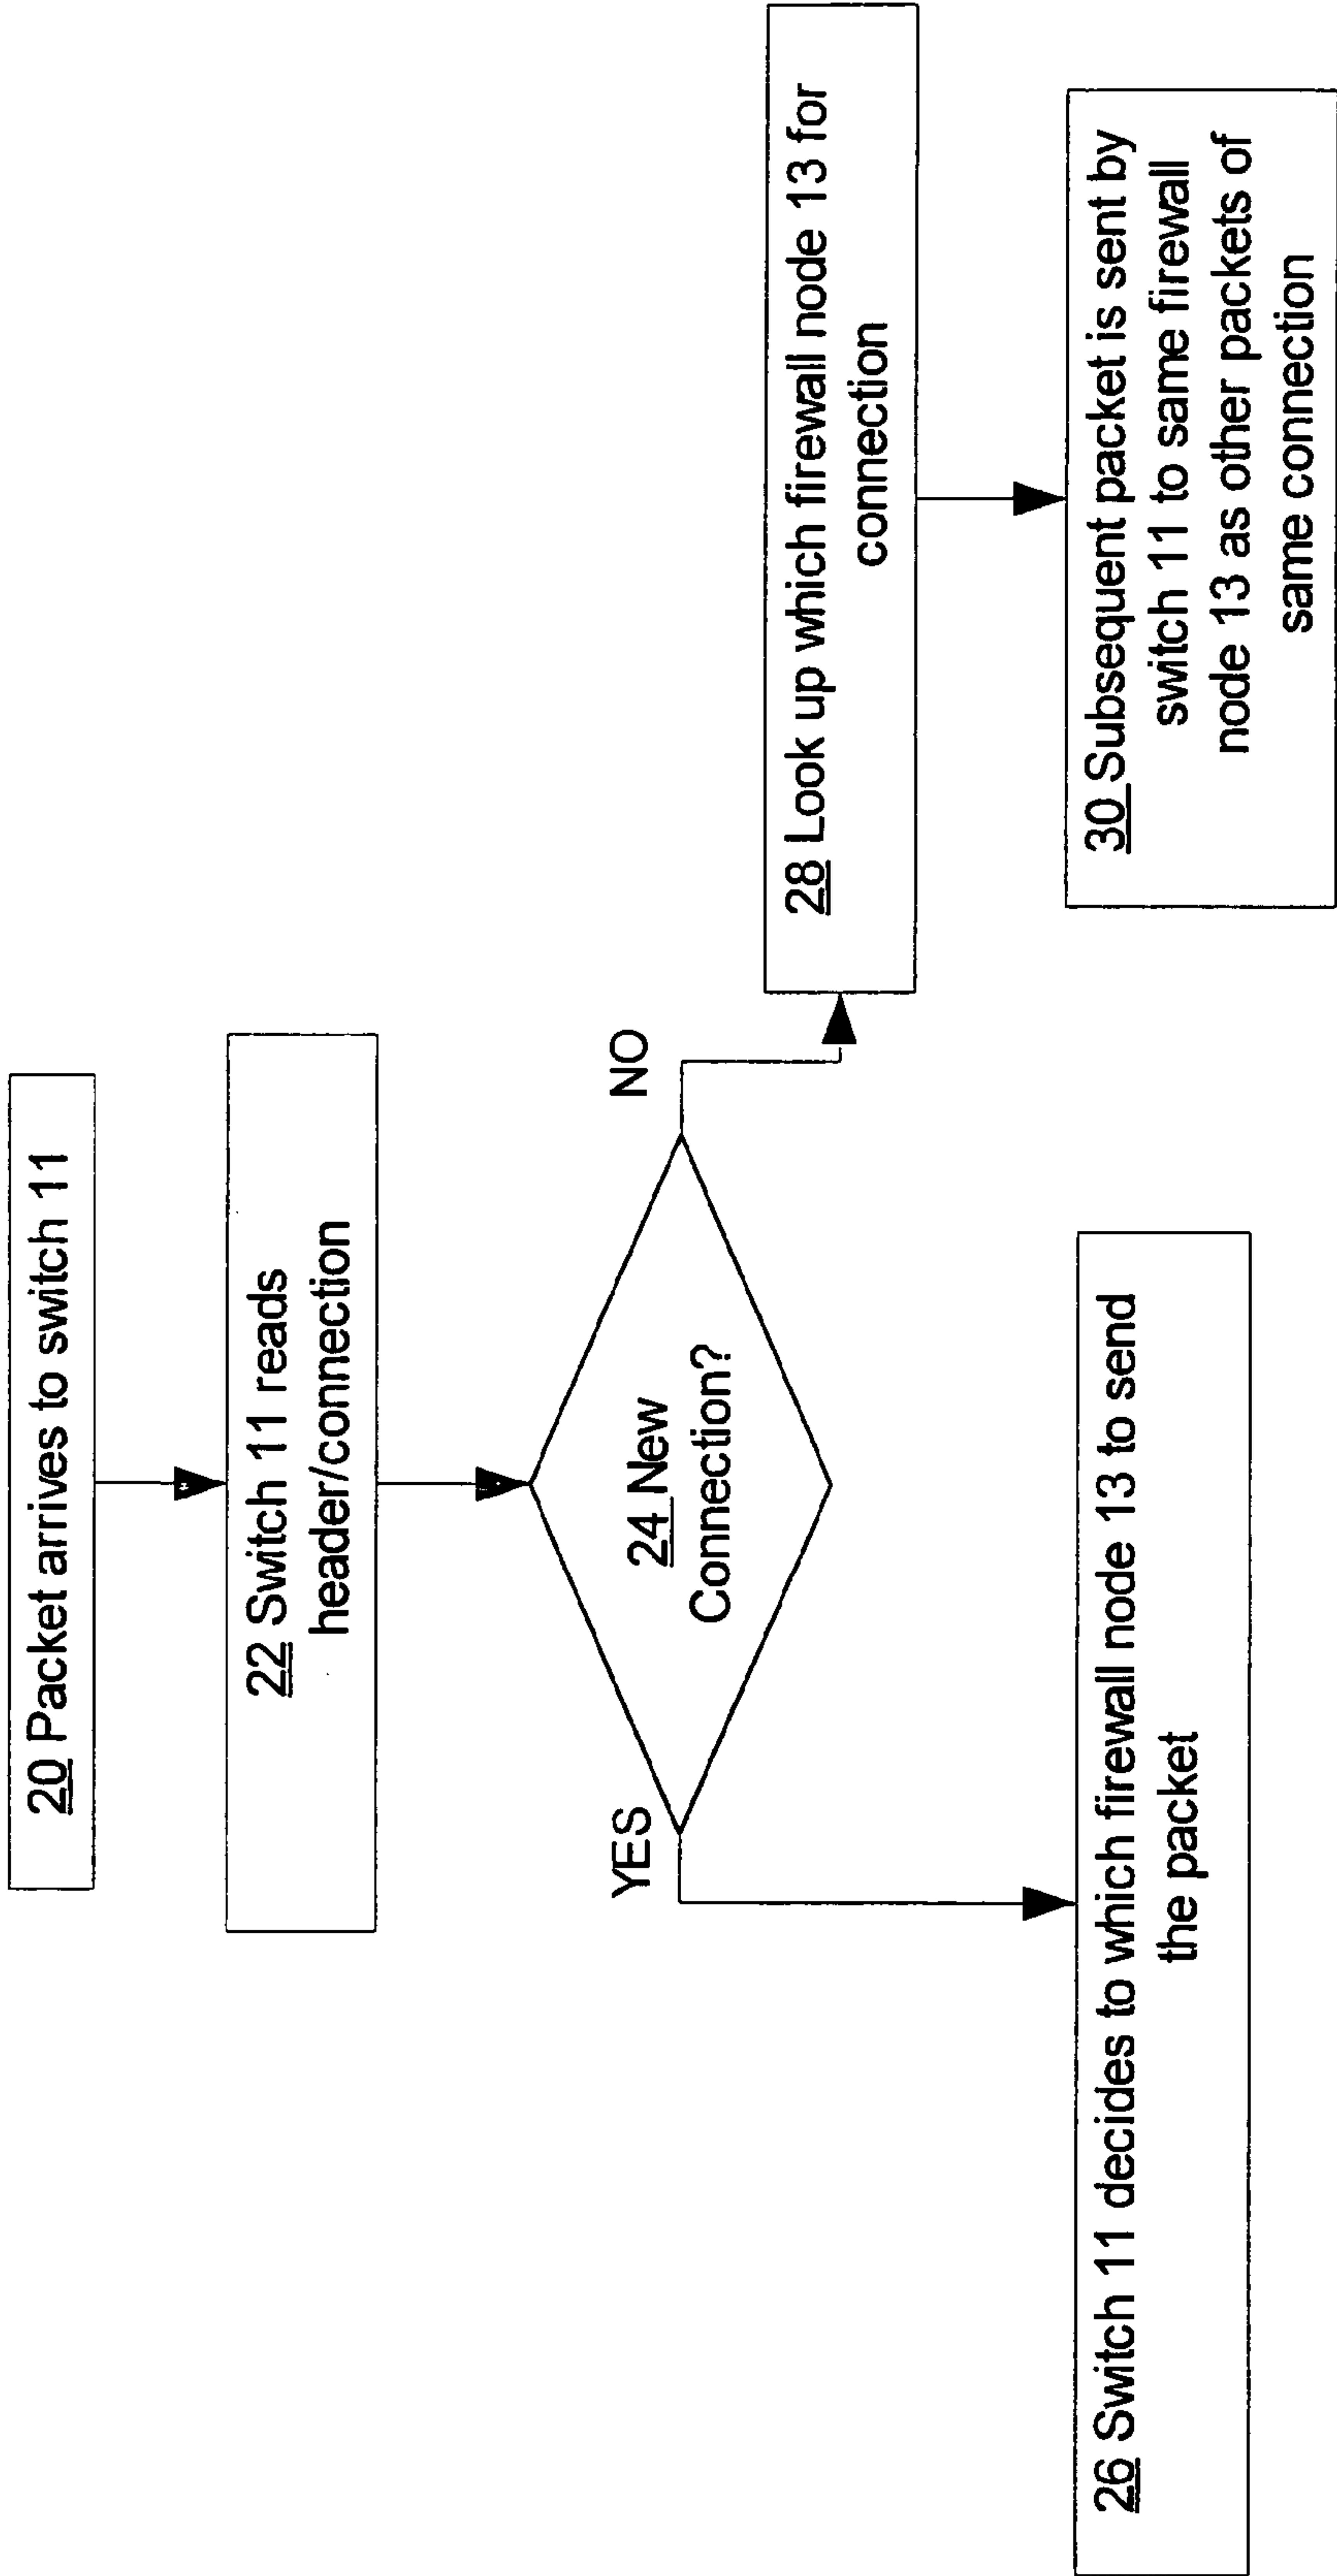 20 Packet arrives to switch 11
22 Switch 11 reads
header/connection
24 New
Connection?
YES
NO
26 Switch 11 decides to which firewall node 13 to send
the packet
28 Look up which firewall node 13 for
connection
30 Subsequent packet is sent by
switch 11 to same firewall
node 13 as other packets of
same connection